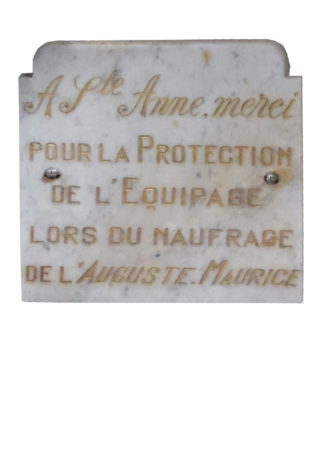 A Ste Anne, merci
POUR LA PROTECTION
DE L'EQUIPAGE
LORS DU NAUFRAGE
DE L'AUGUSTE.MAURICE